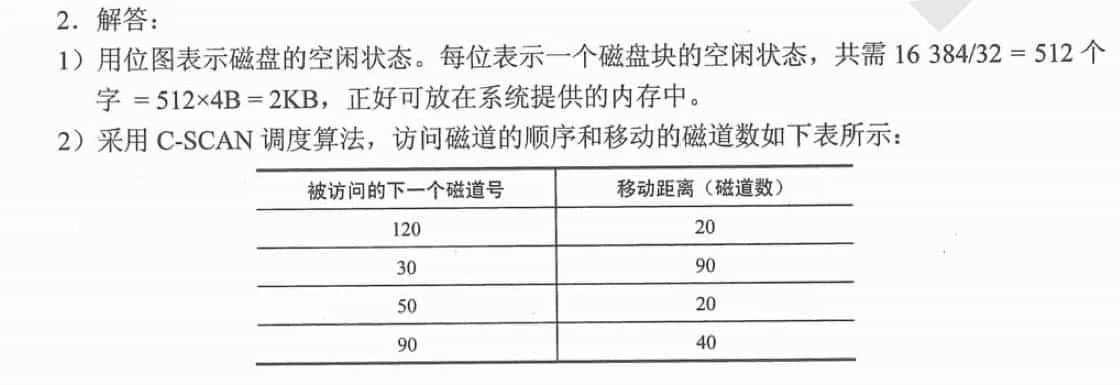 2. 解答：
1）用位图表示磁盘的空闲状态。每位表示一个磁盘块的空闲状态，共需 16 384/32 = 512 个
字 = 512×4B = 2KB，正好可放在系统提供的内存中。
2）采用 C-SCAN 调度算法，访问磁道的顺序和移动的磁道数如下表所示：
被访问的下一个磁道号 移动距离（磁道数）
120 20
30 90
50 20
90 40